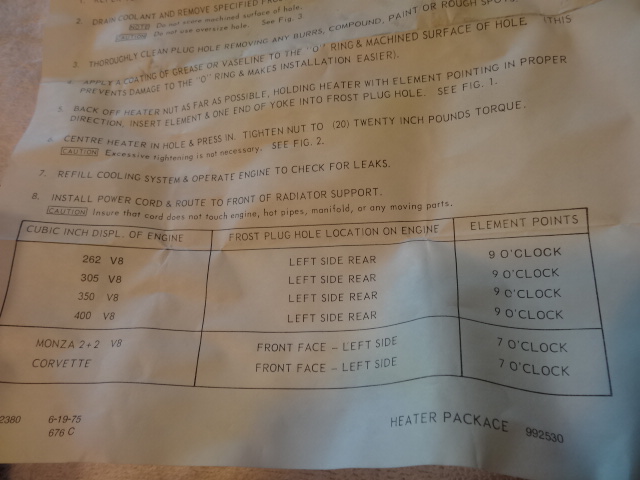 2. DRAIN COOLANT AND REMOVE SPECIFIED
NOTE Do not score machined surface of hole.
CAUTION Do not use oversize hole. See Fig. 3
3. THOROUGHLY CLEAN PLUG HOLE REMOVING ANY BURRS, COMPOUND, PAINT OR ROUGH SPOTS
APPLY A COATING OF GREASE OR VASELINE TO THE "O" RING & MACHINED SURFACE OF HOLE (THIS
PREVENTS DAMAGE TO THE "O" RING & MAKES INSTALLATION EASIER).
5. BACK OFF HEATER NUT AS FAR AS POSSIBLE, HOLDING HEATER WITH ELEMENT POINTING IN PROPER
DIRECTION, INSERT ELEMENT & ONE END OF YOKE INTO FROST PLUG HOLE. SEE FIG. 1.
6. CENTRE HEATER IN HOLE & PRESS IN. TIGHTEN NUT TO (20) TWENTY INCH POUNDS TORQUE.
CAUTION Excessive tightening is not necessary. SEE FIG. 2.
7. REFILL COOLING SYSTEM & OPERATE ENGINE TO CHECK FOR LEAKS.
8. INSTALL POWER CORD & ROUTE TO FRONT OF RADIATOR SUPPORT.
CAUTION Insure that cord does not touch engine, hot pipes, manifold, or any moving parts.
CUBIC INCH DISPL. OF ENGINE FROST PLUG HOLE LOCATION ON ENGINE ELEMENT POINTS
262 V8 LEFT SIDE REAR 9 O'CLOCK
305 V8 LEFT SIDE REAR 9 O'CLOCK
350 V8 LEFT SIDE REAR 9 O'CLOCK
400 V8 LEFT SIDE REAR 9 O'CLOCK
MONZA 2+2 V8 FRONT FACE - LEFT SIDE 7 O'CLOCK
CORVETTE FRONT FACE - LEFT SIDE 7 O'CLOCK
2380 6-19-75 HEATER PACKACE 992530
676 C